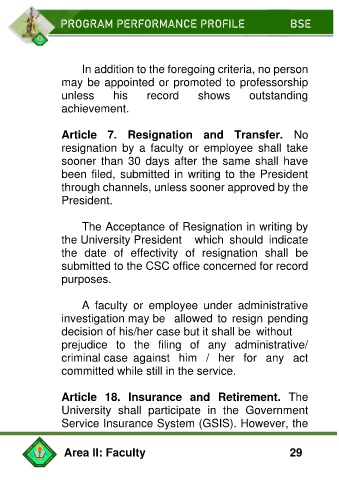 PROGRAM PERFORMANCE PROFILE BSE
In addition to the foregoing criteria, no person
may be appointed or promoted to professorship
unless his record shows outstanding
achievement.
Article 7. Resignation and Transfer. No
resignation by a faculty or employee shall take
sooner than 30 days after the same shall have
been filed, submitted in writing to the President
through channels, unless sooner approved by the
President.
The Acceptance of Resignation in writing by
the University President which should indicate
the date of effectivity of resignation shall be
submitted to the CSC office concerned for record
purposes.
A faculty or employee under administrative
investigation may be allowed to resign pending
decision of his/her case but it shall be without
prejudice to the filing of any administrative/
criminal case against him / her for any act
committed while still in the service.
Article 18. Insurance and Retirement. The
University shall participate in the Government
Service Insurance System (GSIS). However, the
Area II: Faculty 29